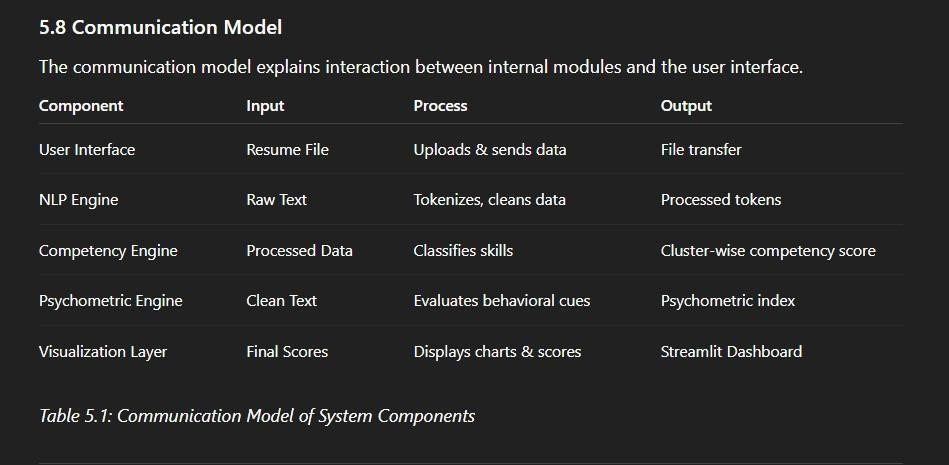 5.8 Communication Model
The communication model explains interaction between internal modules and the user interface.
Component Input Process Output
User Interface Resume File Uploads & sends data File transfer
NLP Engine Raw Text Tokenizes, cleans data Processed tokens
Competency Engine Processed Data Classifies skills Cluster-wise competency score
Psychometric Engine Clean Text Evaluates behavioral cues Psychometric index
Visualization Layer Final Scores Displays charts & scores Streamlit Dashboard
Table 5.1: Communication Model of System Components